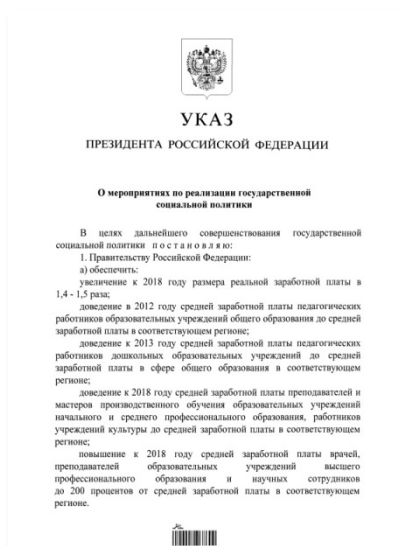 УКАЗ
ПРЕЗИДЕНТА РОССИЙСКОЙ ФЕДЕРАЦИИ
О мероприятиях по реализации государственной
социальной политики
В целях дальнейшего совершенствования государственной
социальной политики п о с т а н о в л я ю:
1. Правительству Российской Федерации:
а) обеспечить:
увеличение к 2018 году размера реальной заработной платы в
1,4 - 1,5 раза;
доведение в 2012 году средней заработной платы педагогических
работников образовательных учреждений общего образования до средней
заработной платы в соответствующем регионе;
доведение к 2013 году средней заработной платы педагогических
работников дошкольных образовательных учреждений до средней
заработной платы в сфере общего образования в соответствующем
регионе;
доведение к 2018 году средней заработной платы преподавателей и
мастеров производственного обучения образовательных учреждений
начального и среднего профессионального образования, работников
учреждений культуры до средней заработной платы в соответствующем
регионе;
повышение к 2018 году средней заработной платы врачей,
преподавателей образовательных учреждений высшего
профессионального образования и научных сотрудников
до 200 процентов от средней заработной платы в соответствующем
регионе.